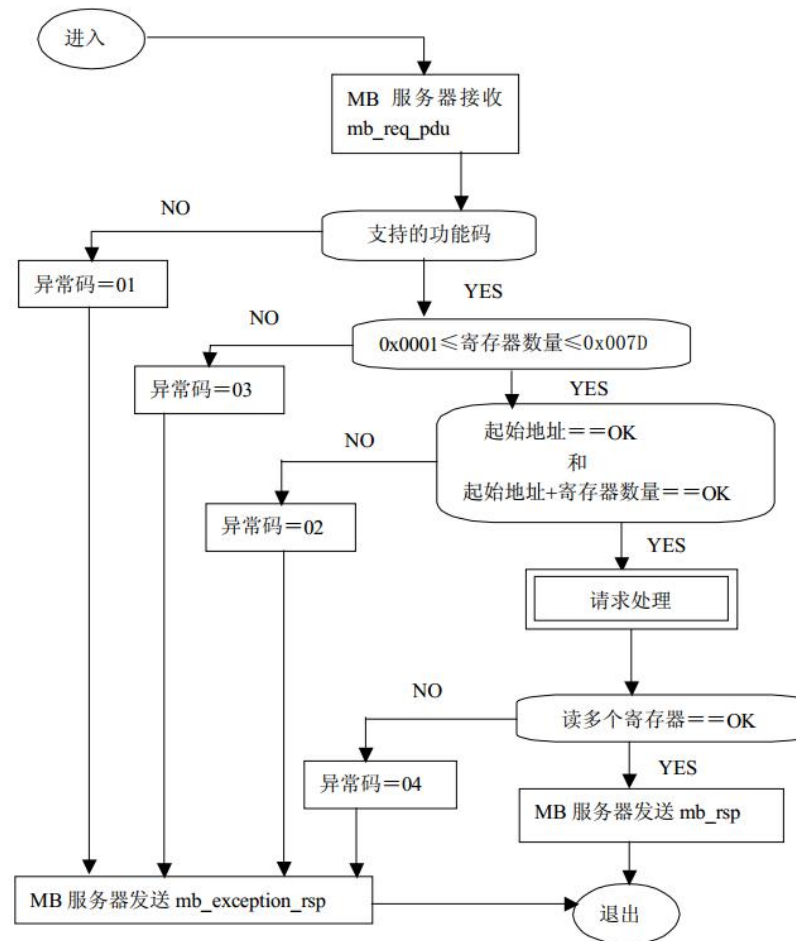 进入
MB 服务器接收
mb_req_pdu
NO
支持的功能码
异常码＝01
YES
NO
0x0001≤寄存器数量≤0x007D
异常码＝03
YES
NO
起始地址＝＝OK
和
起始地址+寄存器数量＝＝OK
异常码＝02
YES
请求处理
NO
读多个寄存器＝＝OK
异常码＝04
YES
MB 服务器发送 mb_rsp
MB 服务器发送 mb_exception_rsp
退出